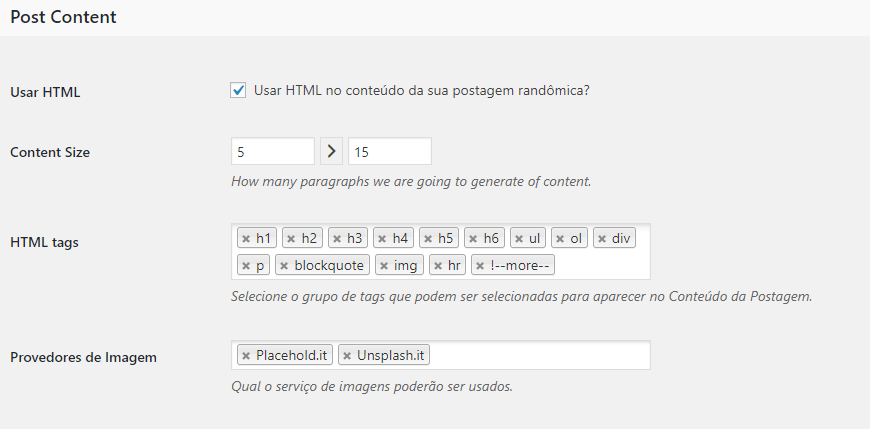 Post Content
Usar HTML
Usar HTML no conteúdo da sua postagem randômica?
Content Size
5 > 15
How many paragraphs we are going to generate of content.
HTML tags
× h1 × h2 × h3 × h4 × h5 × h6 × ul × ol × div
× p × blockquote × img × hr × !--more--
Selecione o grupo de tags que podem ser selecionadas para aparecer no Conteúdo da Postagem.
Provedores de Imagem
× Placehold.it × Unsplash.it
Qual o serviço de imagens poderão ser usados.